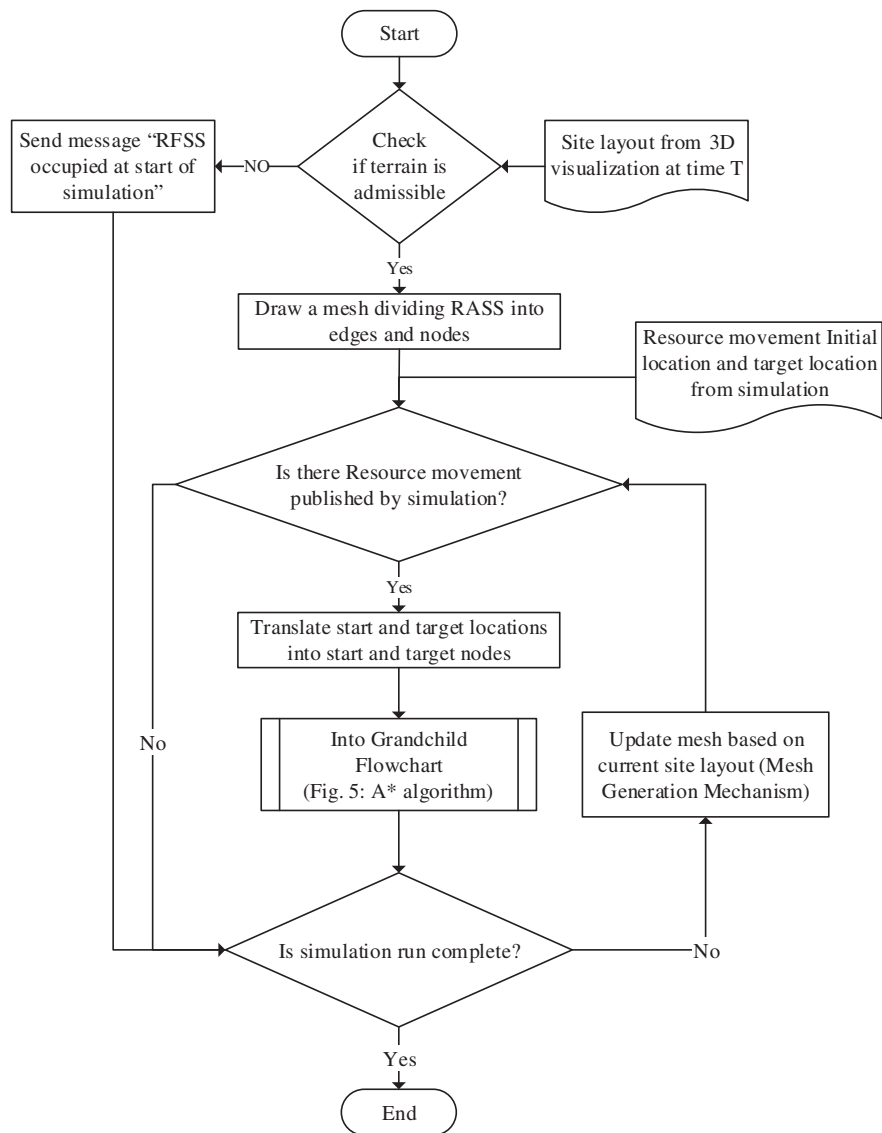 Start
Check
if terrain is
admissible
Site layout from 3D
visualization at time T
NO
Send message “RFSS
occupied at start of
simulation”
Yes
Draw a mesh dividing RASS into
edges and nodes
Resource movement Initial
location and target location
from simulation
Is there Resource movement
published by simulation?
Yes
Translate start and target locations
into start and target nodes
No
Into Grandchild
Flowchart
(Fig. 5: A* algorithm)
Update mesh based on
current site layout (Mesh
Generation Mechanism)
Is simulation run complete?
No
Yes
End